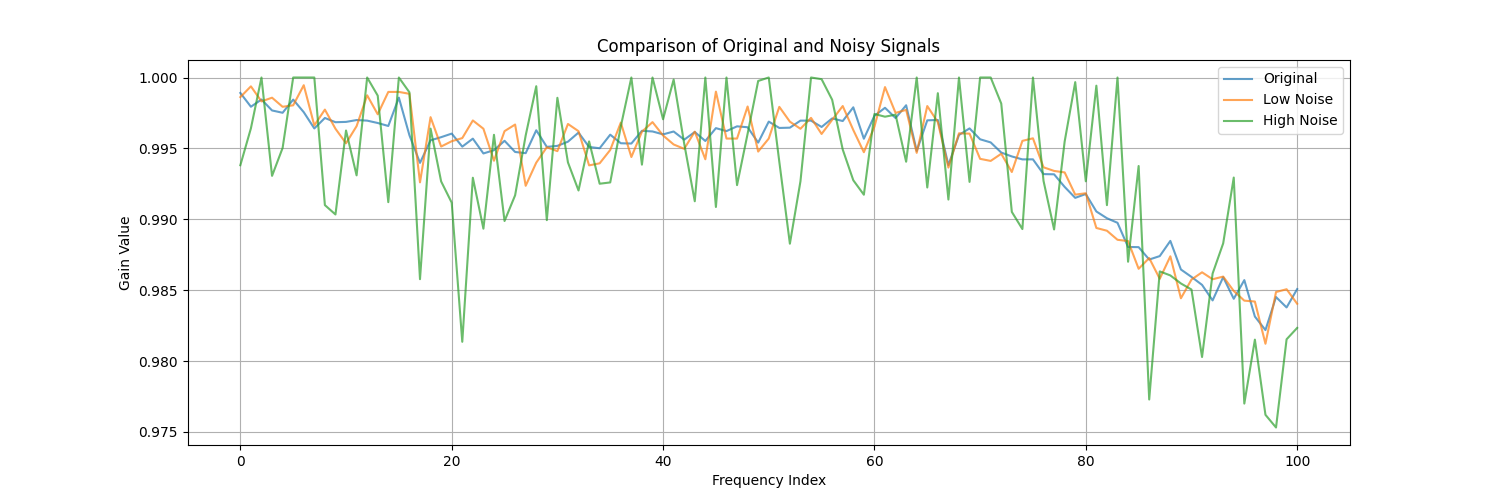 Comparison of Original and Noisy Signals
Original
Low Noise
High Noise
Gain Value
1.000
0.995
0.990
0.985
0.980
0.975
0 20 40 60 80 100
Frequency Index